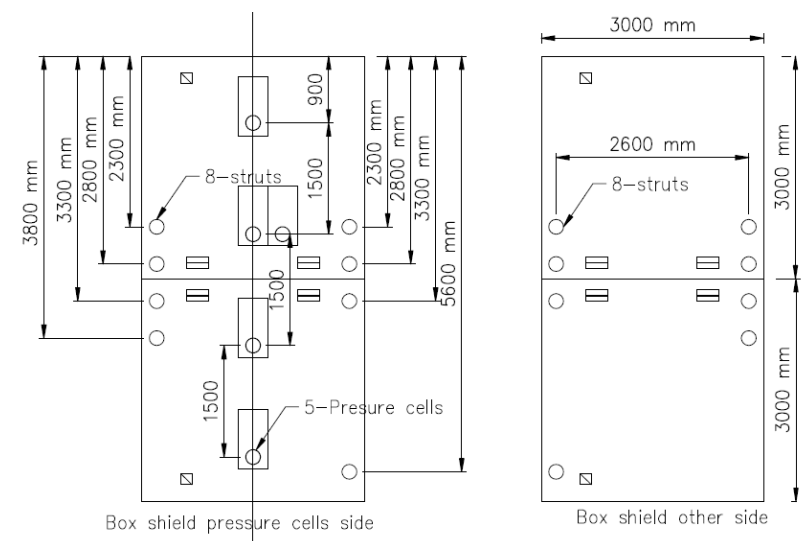 3000 mm
900
2300 mm
2800 mm
3300 mm
3800 mm
8-struts
1500
2300 mm
2800 mm
3300 mm
5600 mm
1500
1500
5-Presure cells
Box shield pressure cells side
2600 mm
8-struts
3000 mm
3000 mm
Box shield other side